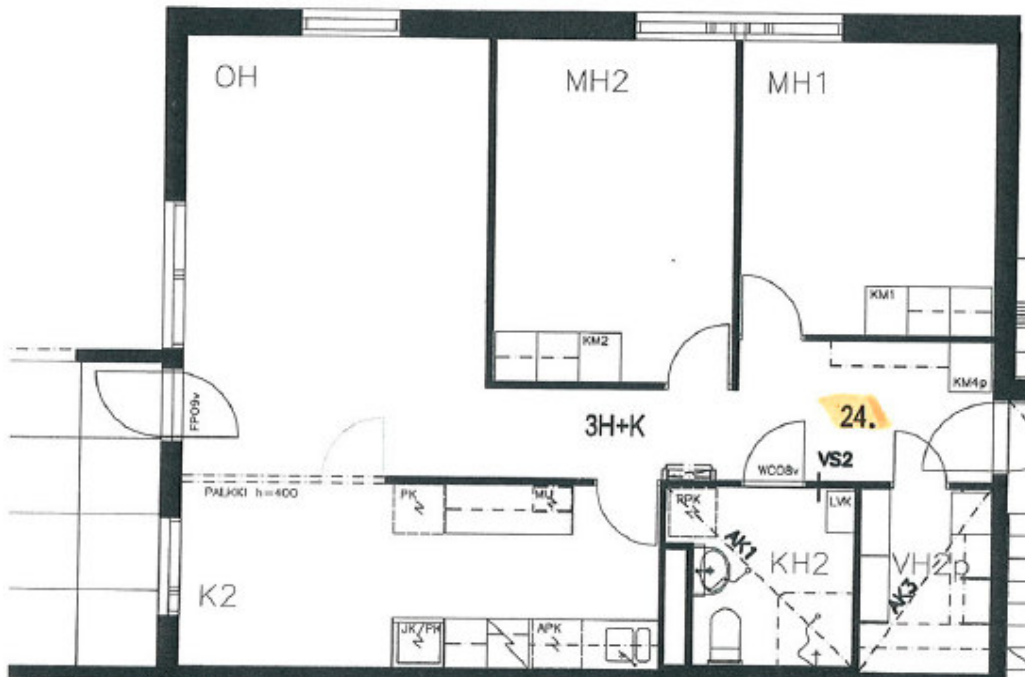 OH
MH2
MH1
KM1
KM2
KM4p
FPO9v
3H+K
24.
WC08v
VS2
PALKKI h=400
PK
MU
RPK
LVK
AK1
KH2
VH2p
AK3
K2
JK/PK
APK